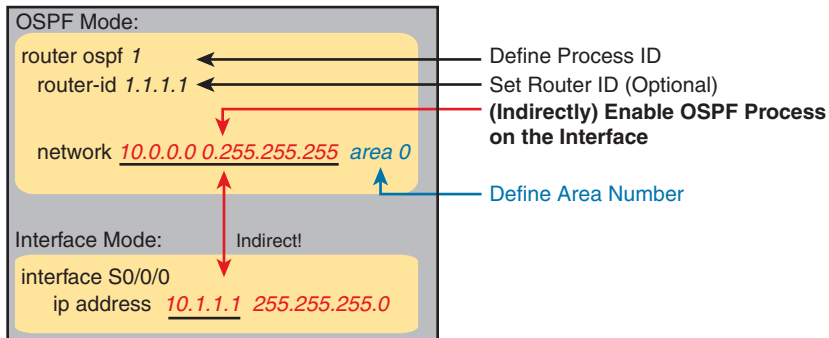 OSPF Mode:
router ospf 1
Define Process ID
router-id 1.1.1.1
Set Router ID (Optional)
(Indirectly) Enable OSPF Process
on the Interface
network 10.0.0.0 0.255.255.255 area 0
Define Area Number
Interface Mode:
Indirect!
interface S0/0/0
ip address 10.1.1.1 255.255.255.0